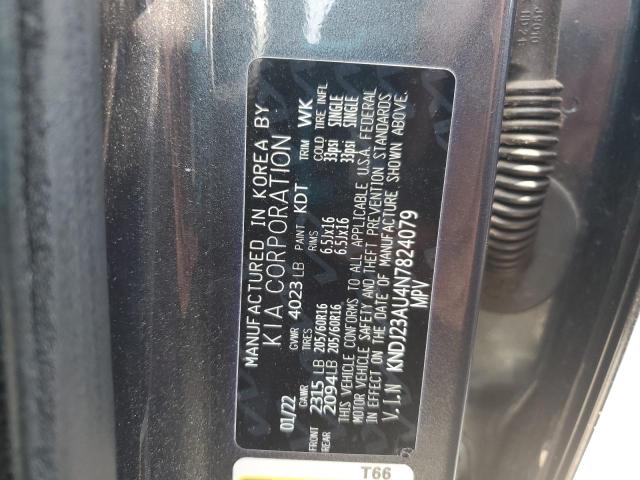 MANUFACTURED IN KOREA BY
KIA CORPORATION
01/22 GVWR 4023 LB PAINT KDT TRIM WK
GAWR TIRES RIMS COLD TIRE INFL
FRONT 2315 LB 205/60R16 6.5Jx16 33psi SINGLE
REAR 2094 LB 205/60R16 6.5Jx16 33psi SINGLE
THIS VEHICLE CONFORMS TO ALL APPLICABLE U.S.A. FEDERAL
MOTOR VEHICLE SAFETY AND THEFT PREVENTION STANDARDS
IN EFFECT ON THE DATE OF MANUFACTURE SHOWN ABOVE.
V.I.N KNDJ23AU4N7824079
MPV
T66